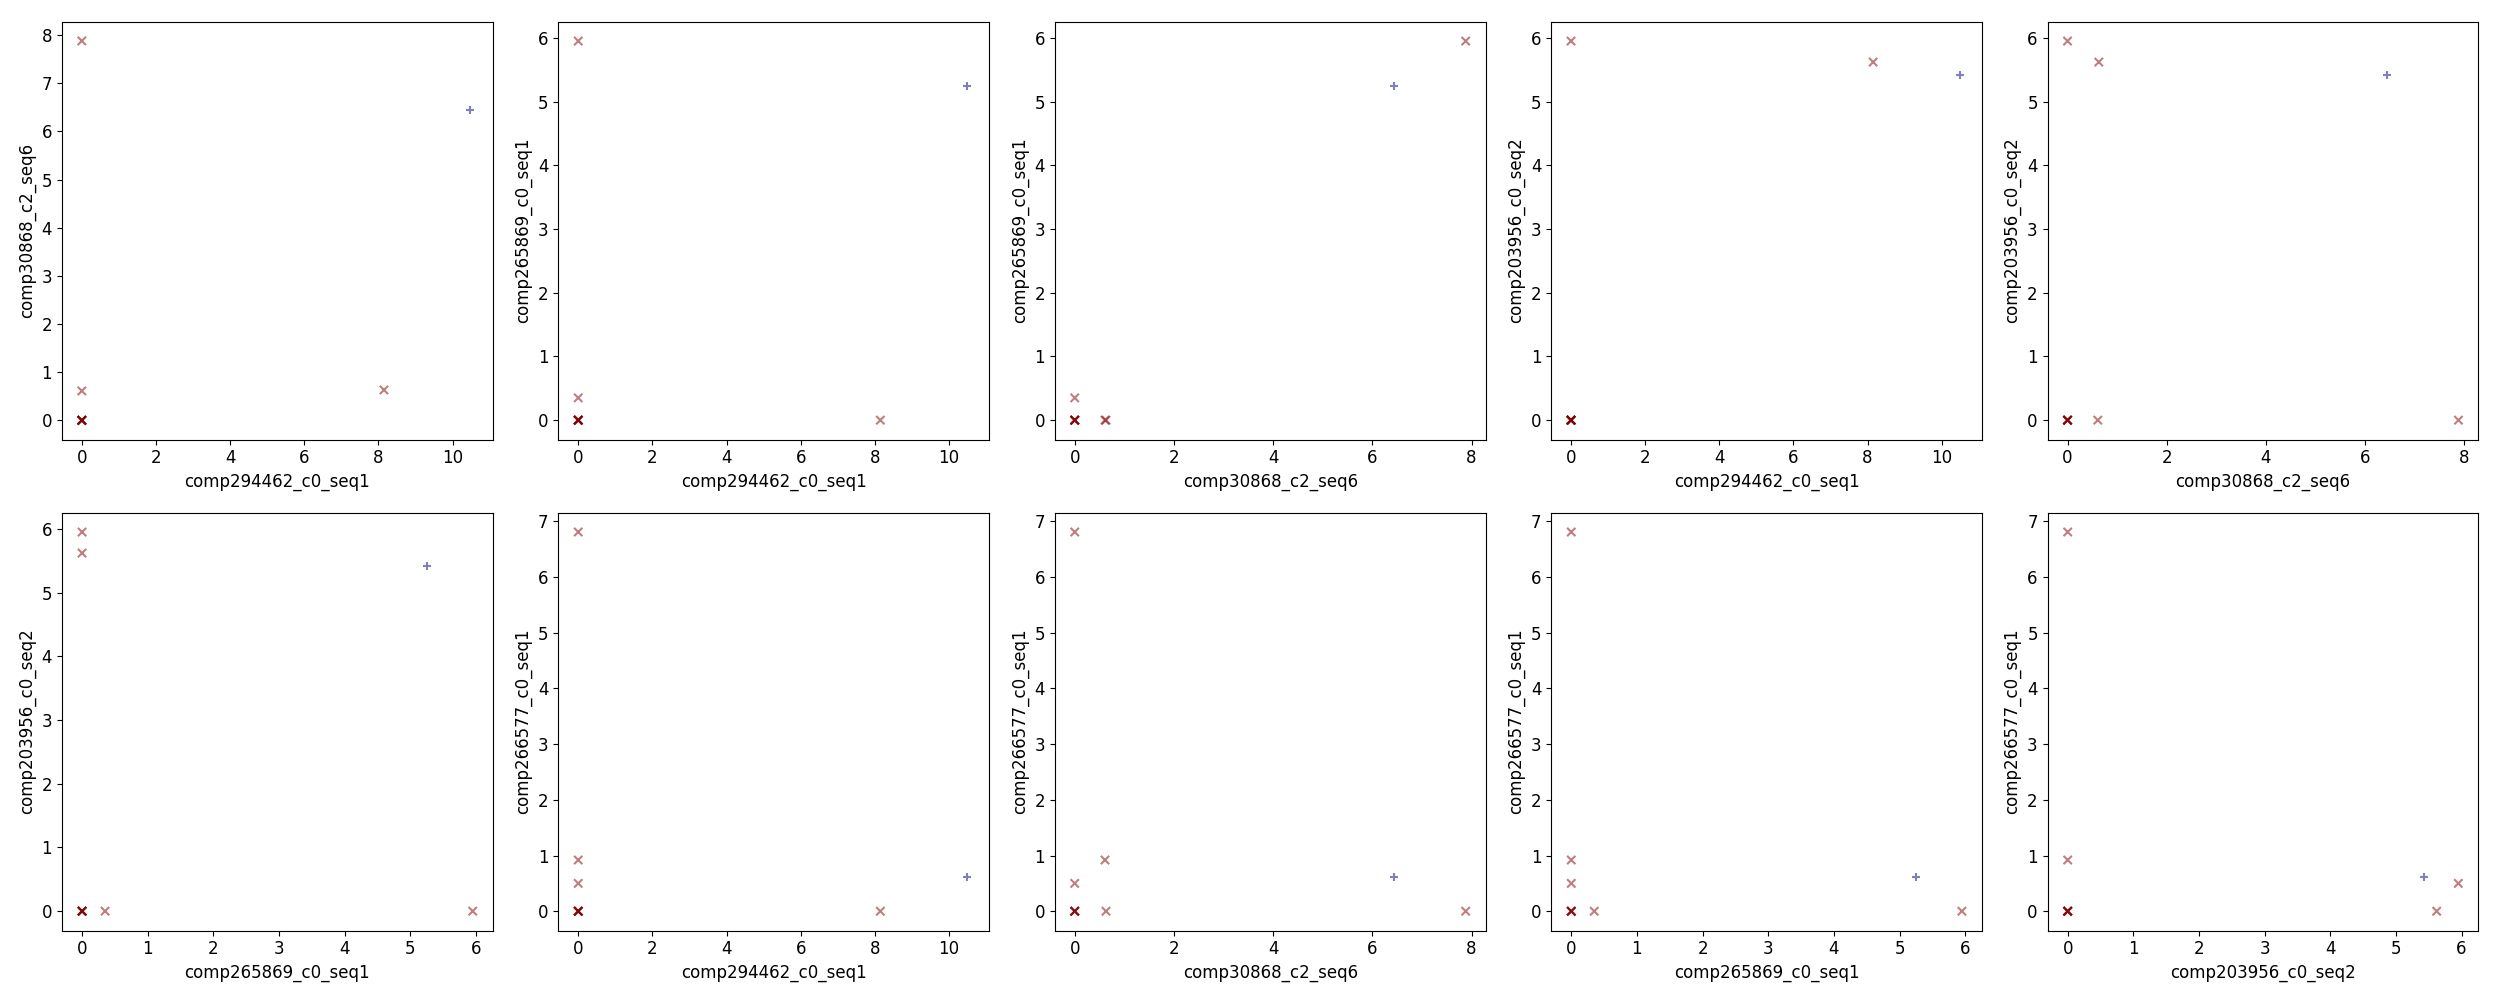 8
7
6
5
4
3
2
1
0
comp30868_c2_seq6
0 2 4 6 8 10
comp294462_c0_seq1
6
5
4
3
2
1
0
comp265869_c0_seq1
0 2 4 6 8 10
comp294462_c0_seq1
6
5
4
3
2
1
0
comp265869_c0_seq1
0 2 4 6 8
comp30868_c2_seq6
6
5
4
3
2
1
0
comp203956_c0_seq2
0 2 4 6 8 10
comp294462_c0_seq1
6
5
4
3
2
1
0
comp203956_c0_seq2
0 2 4 6 8
comp30868_c2_seq6
6
5
4
3
2
1
0
comp203956_c0_seq2
0 1 2 3 4 5 6
comp265869_c0_seq1
7
6
5
4
3
2
1
0
comp266577_c0_seq1
0 2 4 6 8 10
comp294462_c0_seq1
7
6
5
4
3
2
1
0
comp266577_c0_seq1
0 2 4 6 8
comp30868_c2_seq6
7
6
5
4
3
2
1
0
comp266577_c0_seq1
0 1 2 3 4 5 6
comp265869_c0_seq1
7
6
5
4
3
2
1
0
comp266577_c0_seq1
0 1 2 3 4 5 6
comp203956_c0_seq2